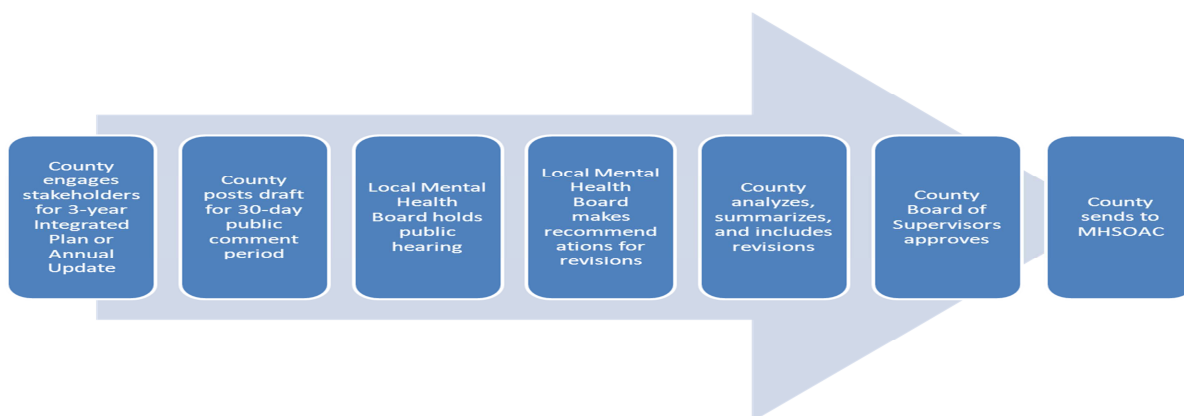 County
engages
stakeholders
for 3-year
Integrated
Plan or
Annual
Update
County
posts draft
for 30-day
public
comment
period
Local Mental
Health
Board holds
public
hearing
Local Mental
Health
Board
makes
recommend
ations for
revisions
County
analyzes,
summarizes,
and includes
revisions
County
Board of
Supervisors
approves
County
sends to
MHSOAC